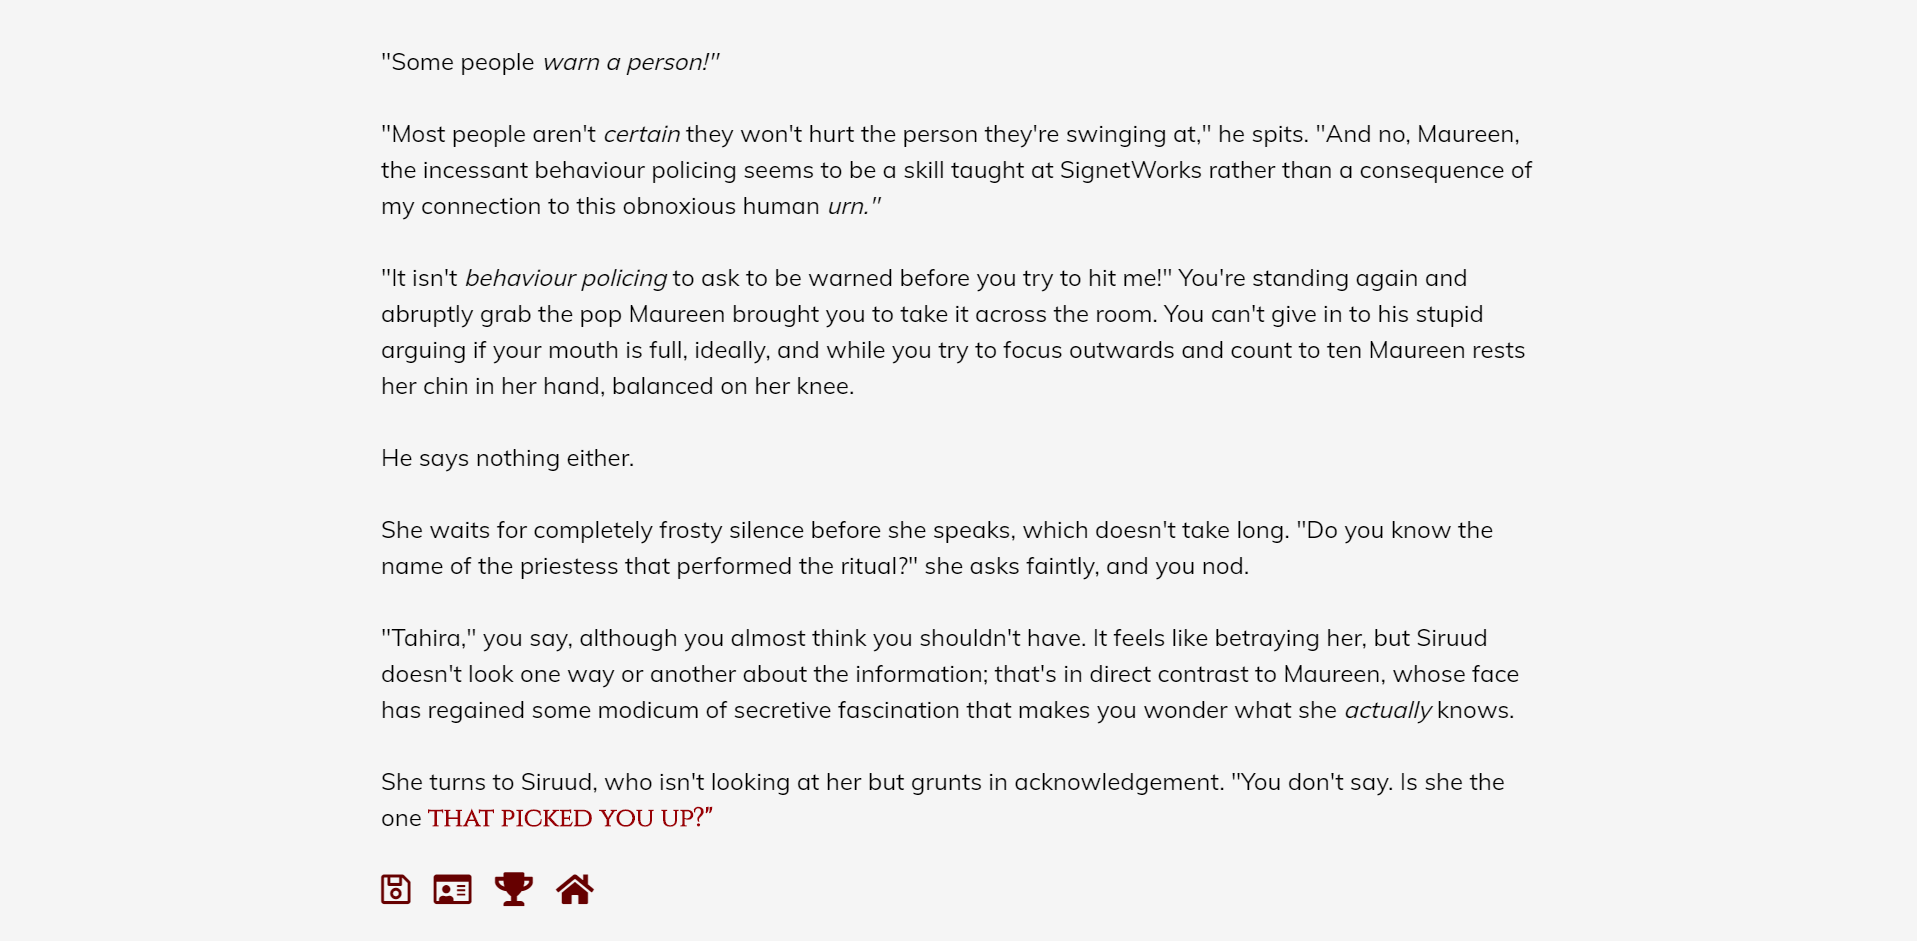 "Some people warn a person!"
"Most people aren't certain they won't hurt the person they're swinging at," he spits. "And no, Maureen,
the incessant behaviour policing seems to be a skill taught at SignetWorks rather than a consequence of
my connection to this obnoxious human urn."
"It isn't behaviour policing to ask to be warned before you try to hit me!" You're standing again and
abruptly grab the pop Maureen brought you to take it across the room. You can't give in to his stupid
arguing if your mouth is full, ideally, and while you try to focus outwards and count to ten Maureen rests
her chin in her hand, balanced on her knee.
He says nothing either.
She waits for completely frosty silence before she speaks, which doesn't take long. "Do you know the
name of the priestess that performed the ritual?" she asks faintly, and you nod.
"Tahira," you say, although you almost think you shouldn't have. It feels like betraying her, but Siruud
doesn't look one way or another about the information; that's in direct contrast to Maureen, whose face
has regained some modicum of secretive fascination that makes you wonder what she actually knows.
She turns to Siruud, who isn't looking at her but grunts in acknowledgement. "You don't say. Is she the
one THAT PICKED YOU UP?"